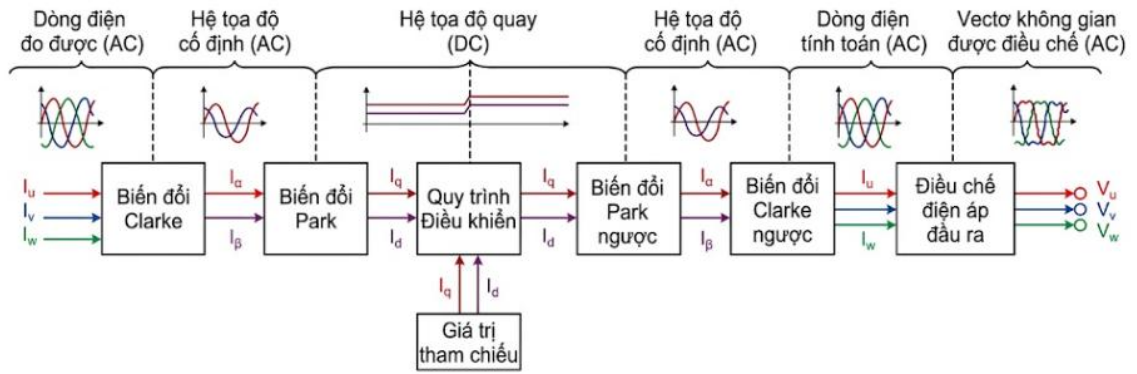 Dòng điện
đo được (AC)
Hệ tọa độ
cố định (AC)
Hệ tọa độ quay
(DC)
Hệ tọa độ
cố định (AC)
Dòng điện
tính toán (AC)
Vectơ không gian
được điều chế (AC)
Iu
Iv
Iw
Biến đổi
Clarke
Iα
Iβ
Biến đổi
Park
Iq
Id
Quy trình
Điều khiển
Iq
Id
Biến đổi
Park
ngược
Iα
Iβ
Biến đổi
Clarke
ngược
Iu
Iw
Điều chế
điện áp
đầu ra
Vu
Vv
Vw
Iq
Id
Giá trị
tham chiếu